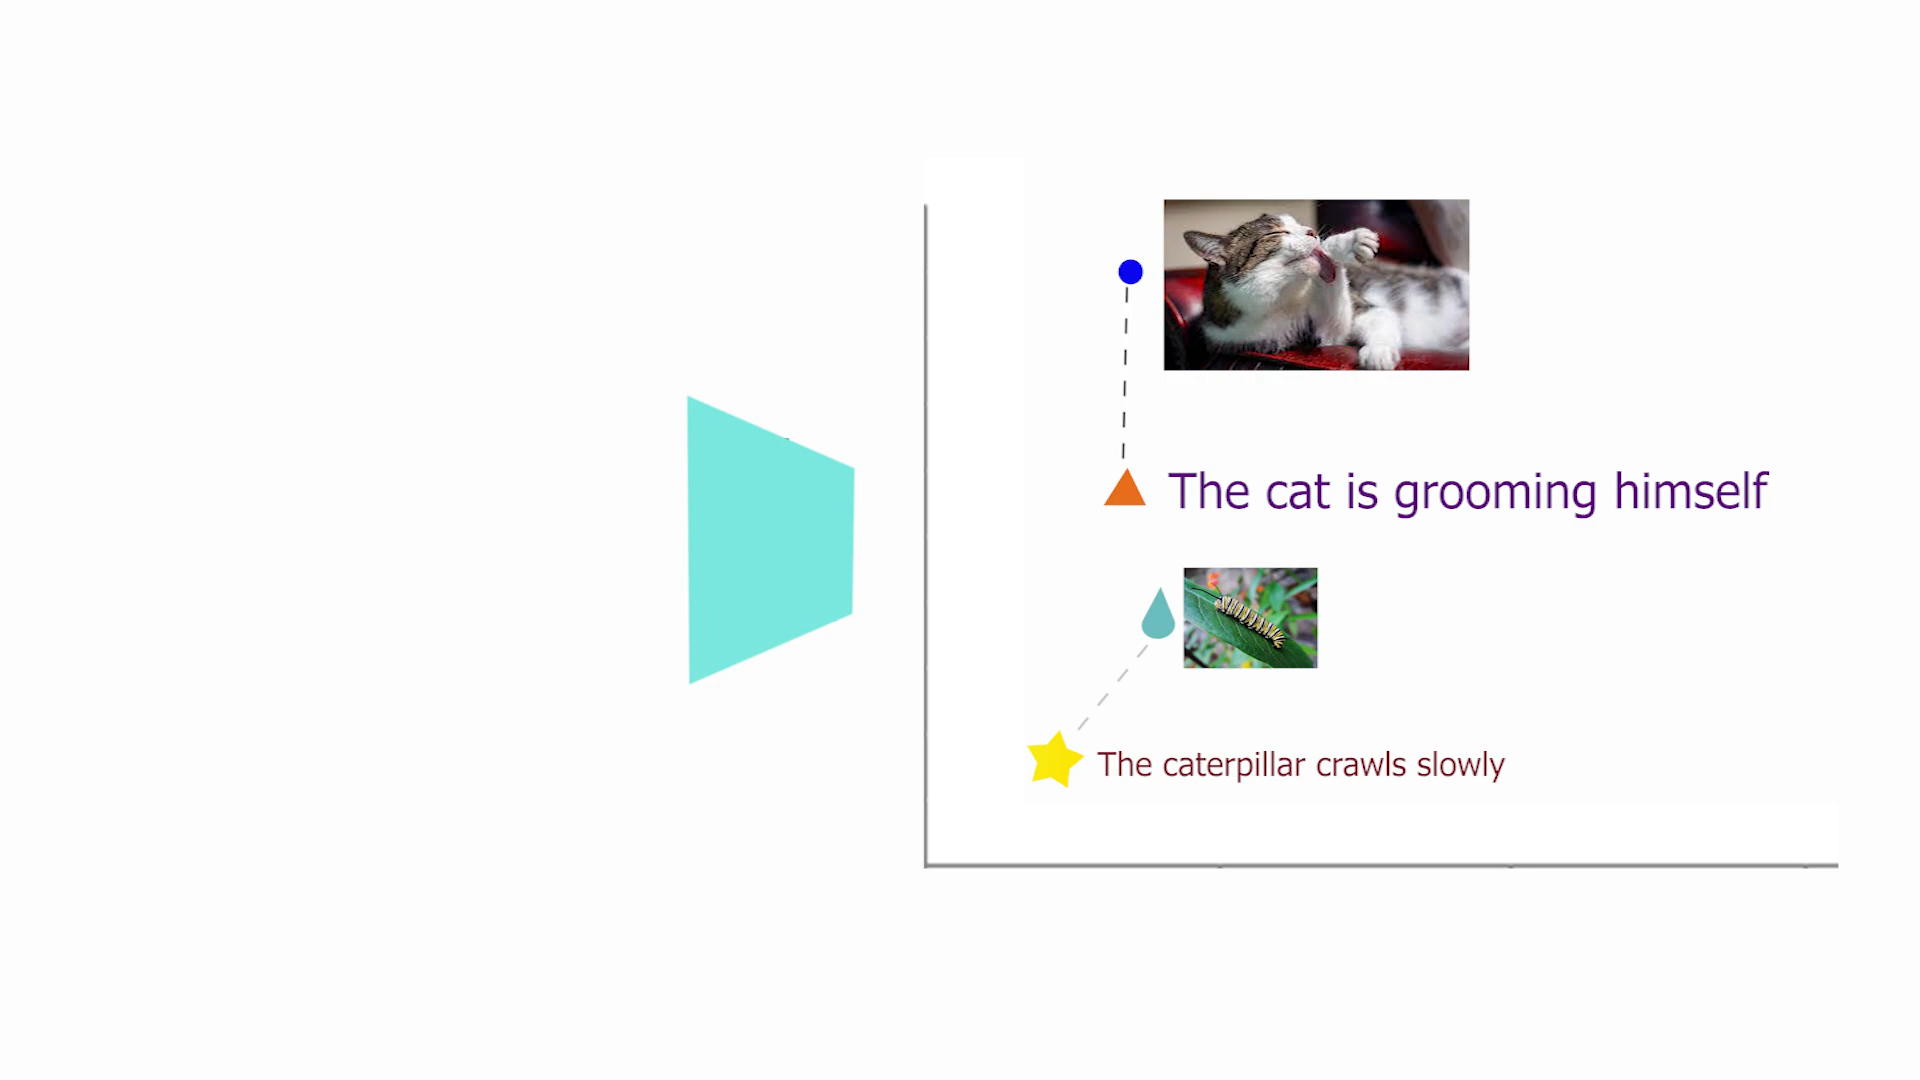 The cat is grooming himself
The caterpillar crawls slowly